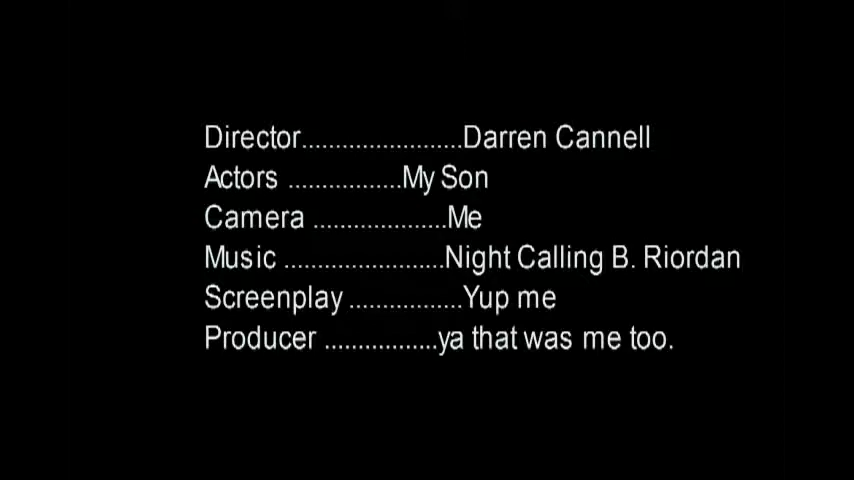 Director........................Darren Cannell
Actors .................My Son
Camera ....................Me
Music ........................Night Calling B. Riordan
Screenplay .................Yup me
Producer .................ya that was me too.